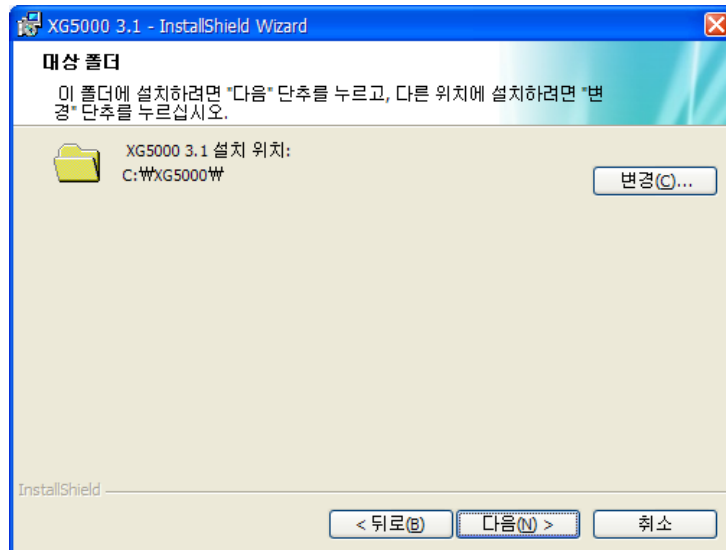 XG5000 3.1 - InstallShield Wizard
대상 폴더
이 폴더에 설치하려면 "다음" 단추를 누르고, 다른 위치에 설치하려면 "변
경" 단추를 누르십시오.
XG5000 3.1 설치 위치:
C:₩XG5000₩
변경(C)...
InstallShield
< 뒤로(B)
다음(N) >
취소